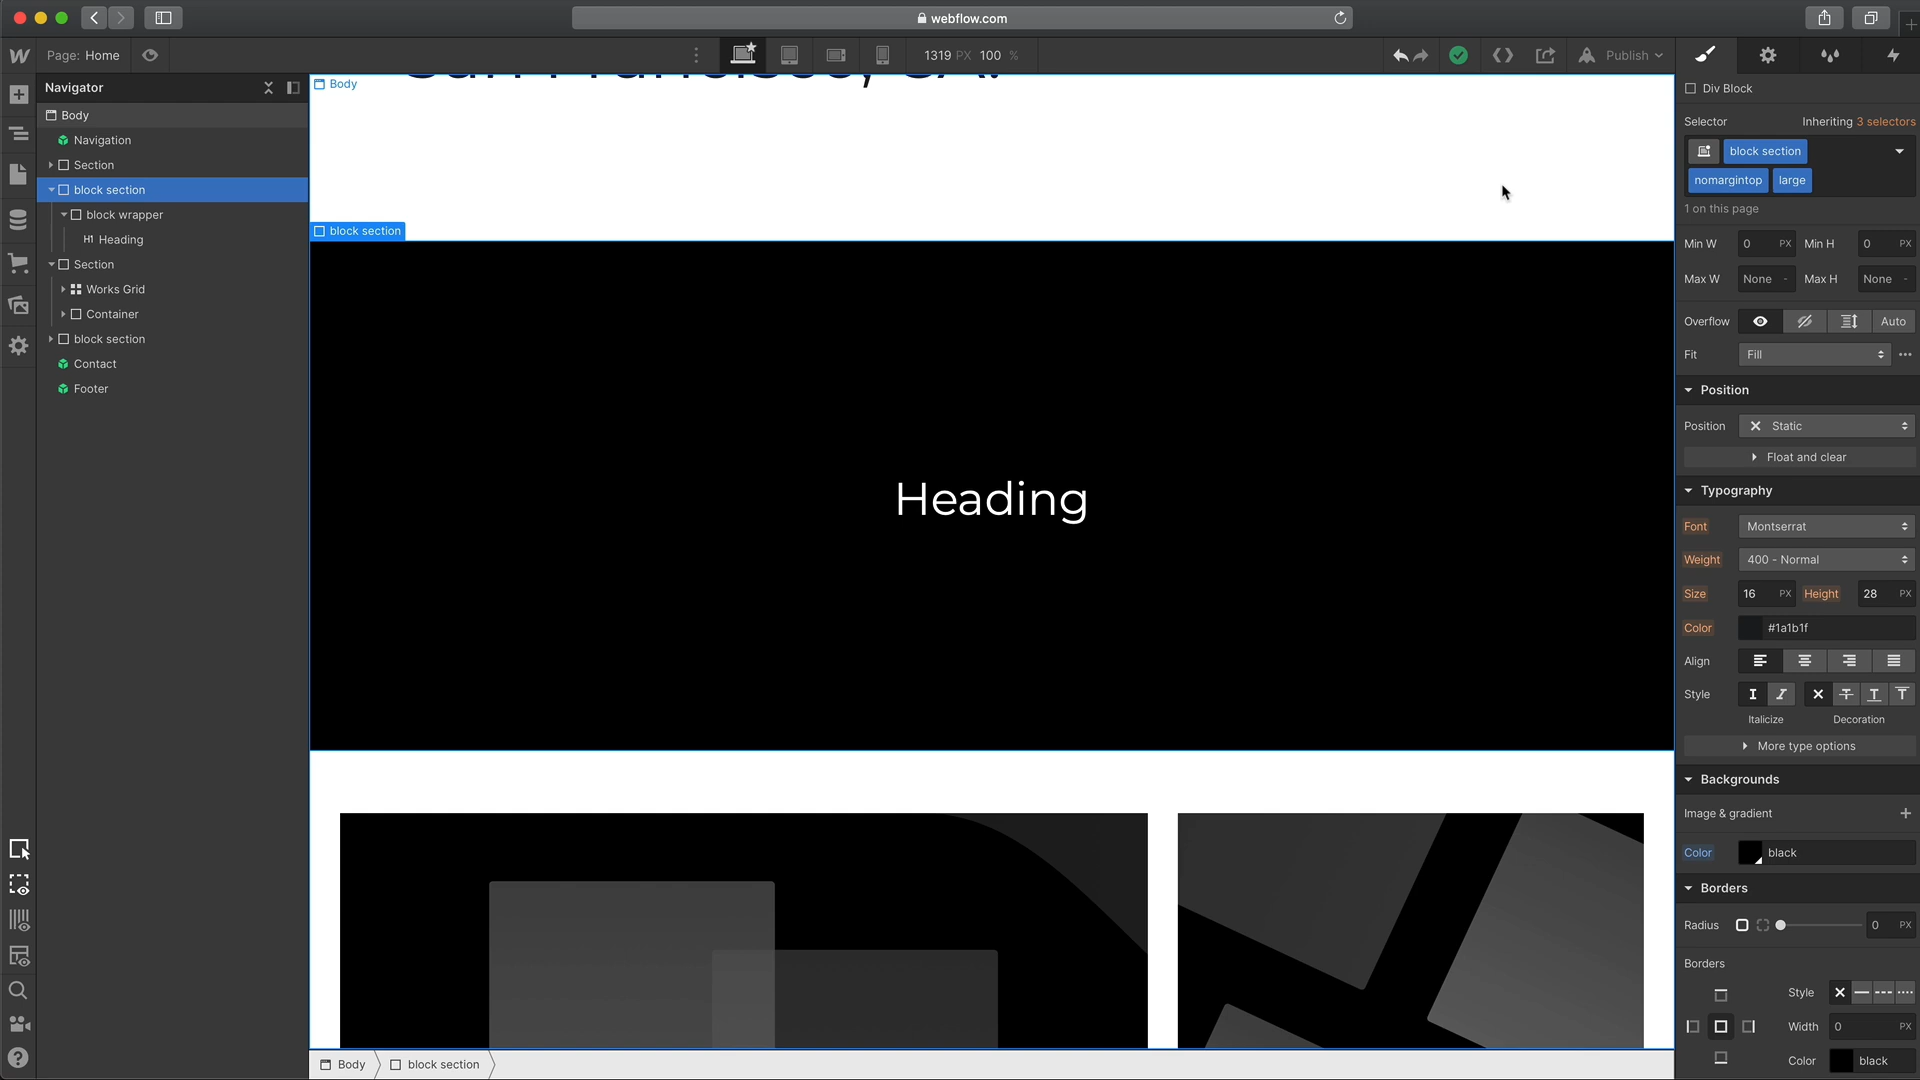 webflow.com
Page: Home
1319 PX 100 %
Publish
Navigator
Body
Navigation
Section
block section
block wrapper
H1 Heading
Section
Works Grid
Container
block section
Contact
Footer
Body
block section
Heading
Body
block section
Div Block
Selector
Inheriting 3 selectors
block section
nomargintop
large
1 on this page
Min W 0 PX Min H 0 PX
Max W None - Max H None -
Overflow Auto
Fit Fill
Position
Position Static
Float and clear
Typography
Font Montserrat
Weight 400 - Normal
Size 16 PX Height 28 PX
Color #1a1b1f
Align
Style
Italicize Decoration
More type options
Backgrounds
Image & gradient
Color black
Borders
Radius 0 PX
Borders
Style
Width 0 PX
Color black